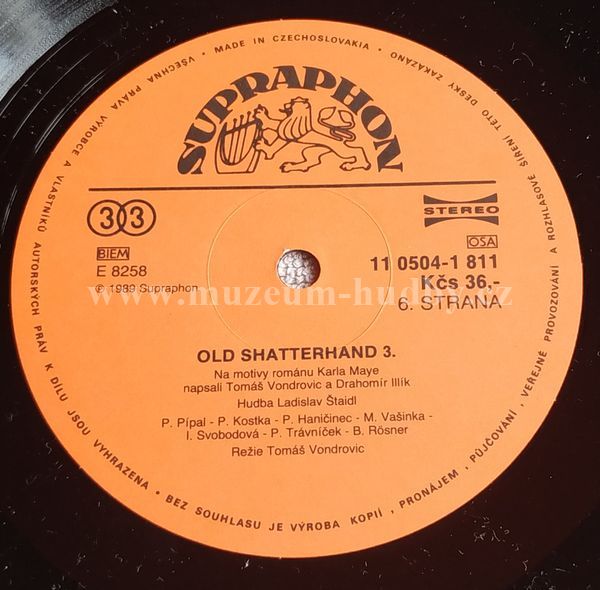 • VŠECHNA PRÁVA VÝROBCE A VLASTNÍKŮ AUTORSKÝCH PRÁV K DÍLU JSOU VYHRAZENA • BEZ SOUHLASU JE VÝROBA KOPIÍ , PRONÁJEM , PŮJČOVÁNÍ , VEŘEJNÉ PROVOZOVÁNÍ A ROZHLASOVÉ ŠÍŘENÍ TÉTO DESKY ZAKÁZÁNO
• MADE IN CZECHOSLOVAKIA •
SUPRAPHON
33
STEREO
BIEM
OSA
E 8258
11 0504-1 811
℗ 1989 Supraphon
Kčs 36,-
www.muzeum-hudby.cz
6. STRANA
OLD SHATTERHAND 3.
Na motivy románu Karla Maye
napsali Tomáš Vondrovic a Drahomír Illík
Hudba Ladislav Štaidl
P. Pípal - P. Kostka - P. Haničinec - M. Vašinka -
I. Svobodová - P. Trávníček - B. Rösner
Režie Tomáš Vondrovic